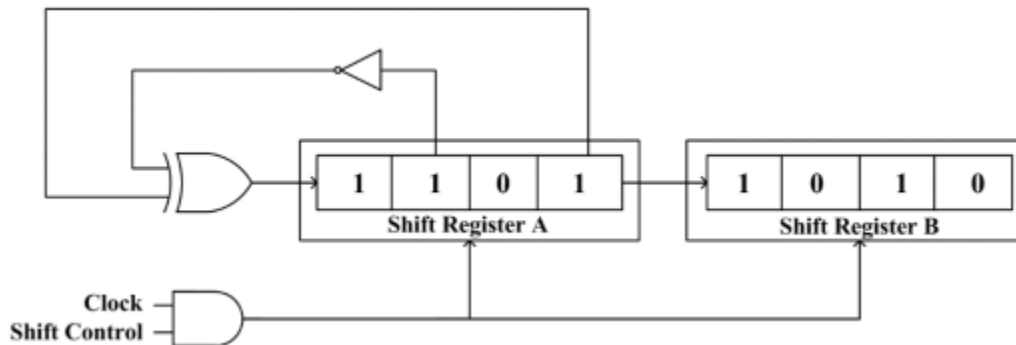 1 1 0 1 1 0 1 0
Shift Register A Shift Register B
Clock
Shift Control